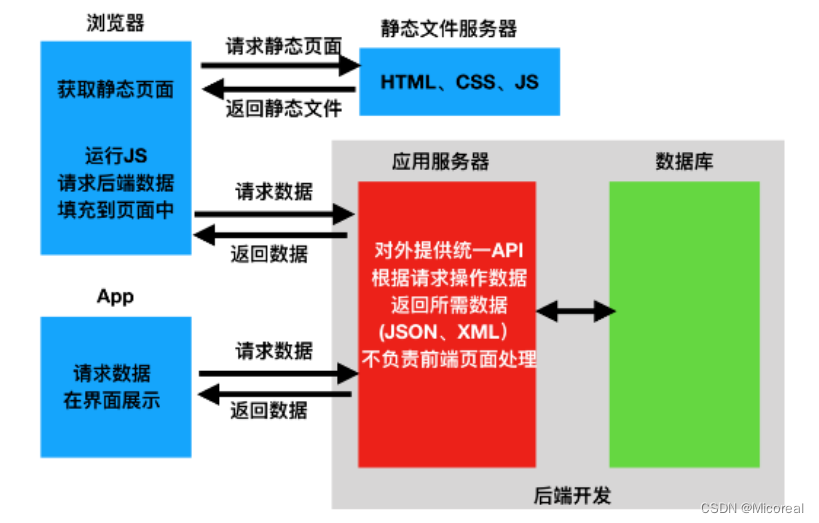 浏览器
获取静态页面
运行JS
请求后端数据
填充到页面中
请求静态页面
返回静态文件
静态文件服务器
HTML、CSS、JS
请求数据
返回数据
应用服务器
对外提供统一API
根据请求操作数据
返回所需数据
(JSON、XML）
不负责前端页面处理
数据库
App
请求数据
在界面展示
请求数据
返回数据
后端开发
CSDN @Micoreal